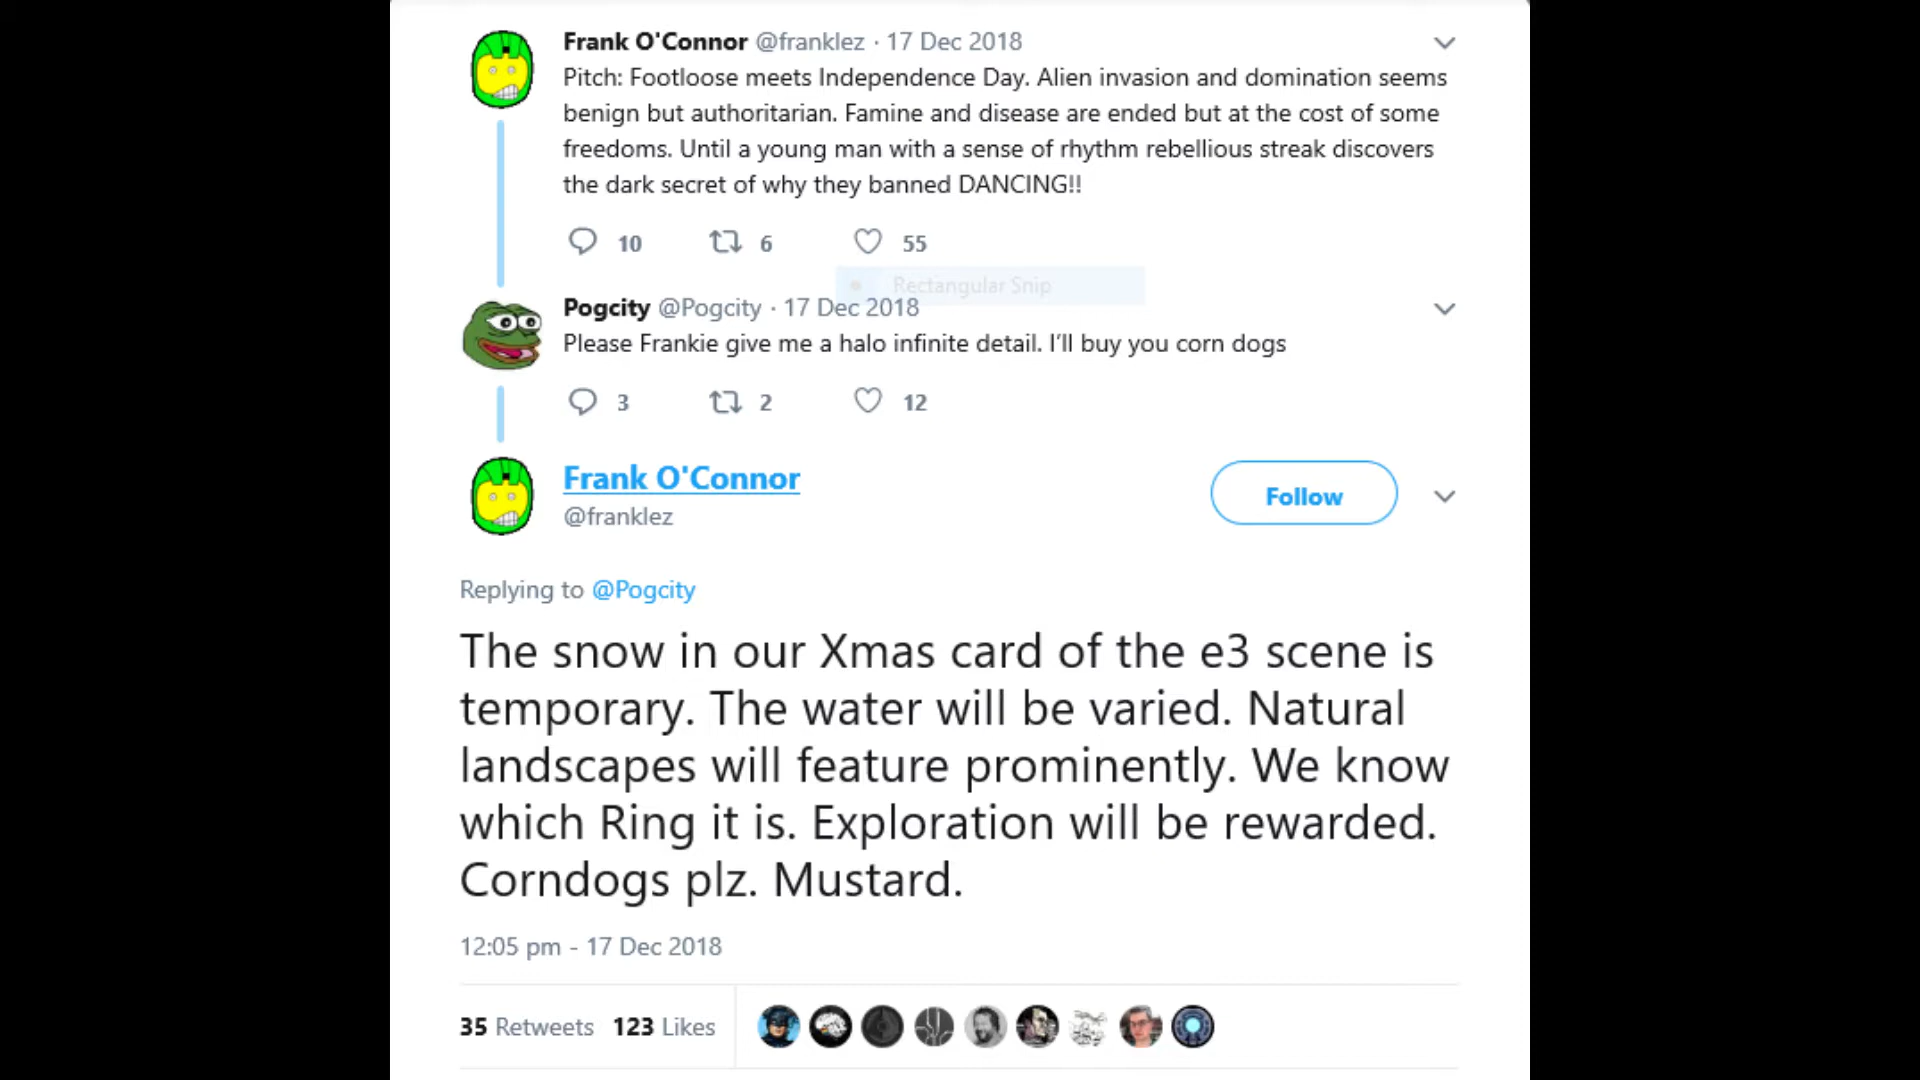 Frank O'Connor @franklez · 17 Dec 2018
Pitch: Footloose meets Independence Day. Alien invasion and domination seems
benign but authoritarian. Famine and disease are ended but at the cost of some
freedoms. Until a young man with a sense of rhythm rebellious streak discovers
the dark secret of why they banned DANCING!!
10 6 55
Rectangular Snip
Pogcity @Pogcity · 17 Dec 2018
Please Frankie give me a halo infinite detail. I'll buy you corn dogs
3 2 12
Frank O'Connor
Follow
@franklez
Replying to @Pogcity
The snow in our Xmas card of the e3 scene is
temporary. The water will be varied. Natural
landscapes will feature prominently. We know
which Ring it is. Exploration will be rewarded.
Corndogs plz. Mustard.
12:05 pm - 17 Dec 2018
35 Retweets 123 Likes